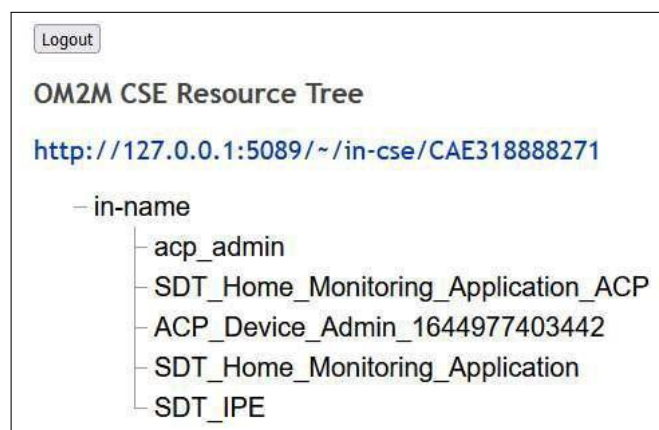 Logout
OM2M CSE Resource Tree
http://127.0.0.1:5089/~/in-cse/CAE318888271
in-name
acp_admin
SDT_Home_Monitoring_Application_ACP
ACP_Device_Admin_1644977403442
SDT_Home_Monitoring_Application
SDT_IPE